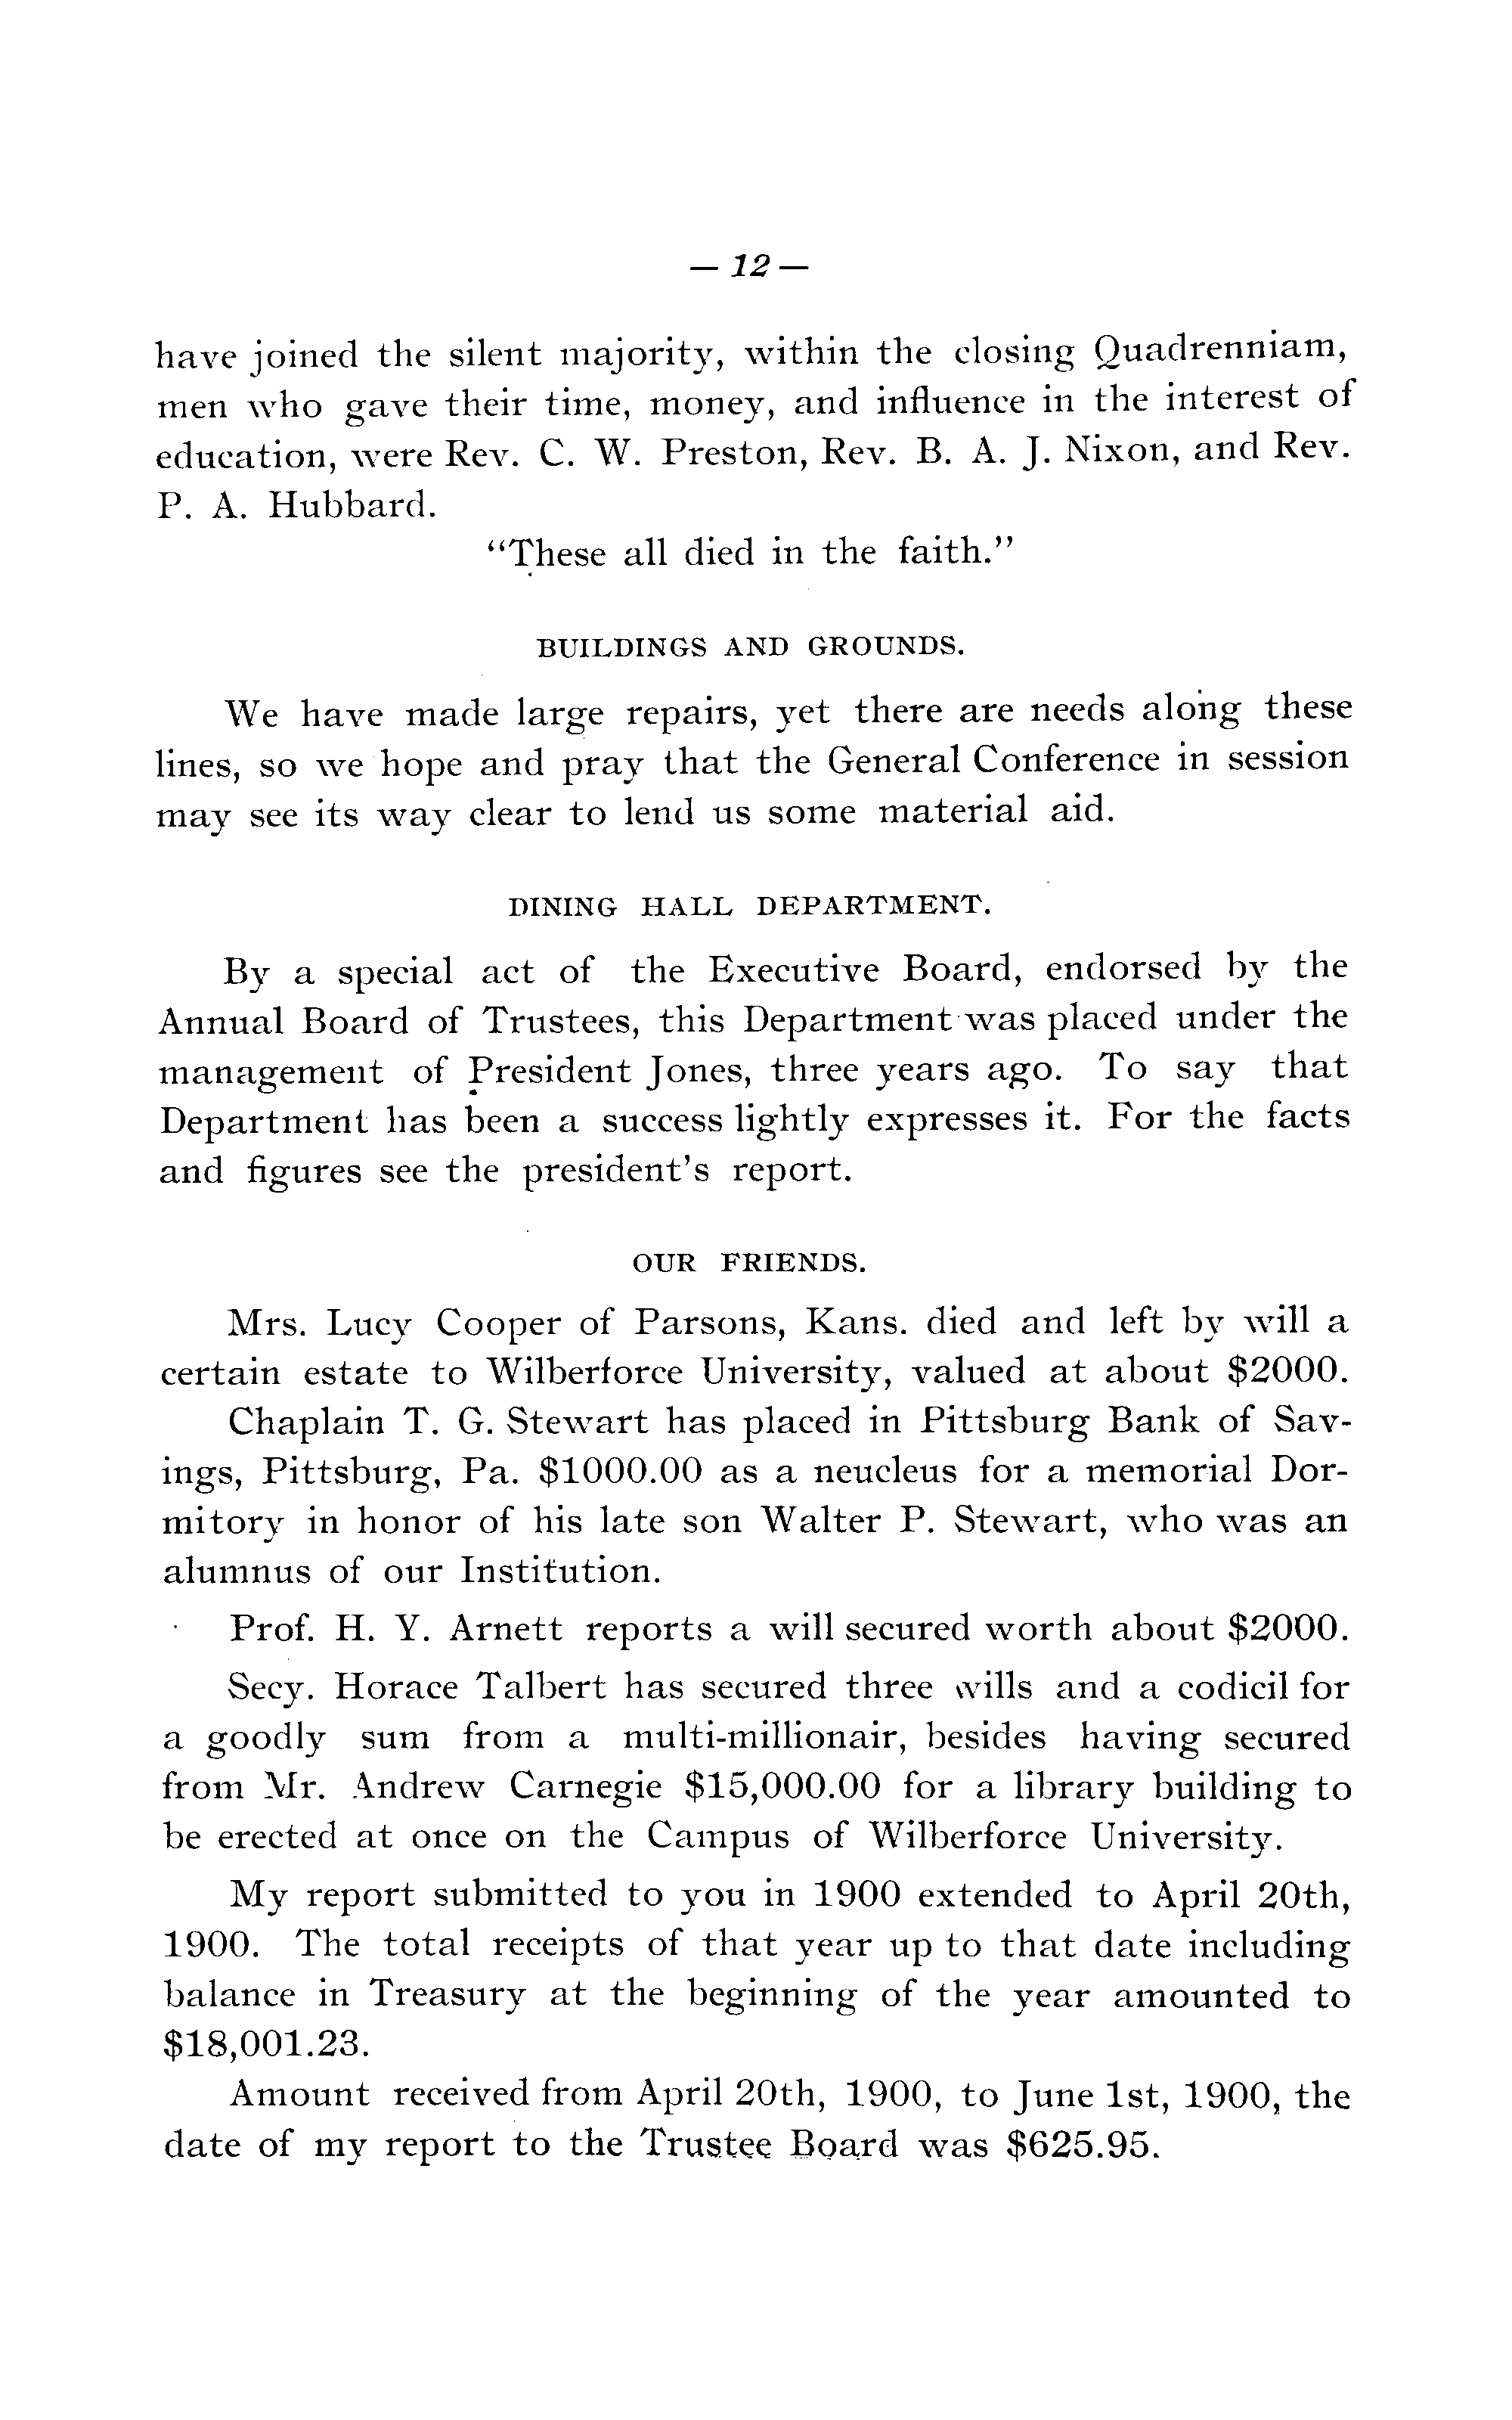 — 12 —
have joined the silent majority, within the closing Quadrenniam,
men who gave their time, money, and influence in the interest of
education, were Rev. C. W. Preston, Rev. B. A. J. Nixon, and Rev.
P. A. Hubbard.
"These all died in the faith."
BUILDINGS AND GROUNDS.
We have made large repairs, yet there are needs along these
lines, so we hope and pray that the General Conference in session
may see its way clear to lend us some material aid.
DINING HALL DEPARTMENT.
By a special act of the Executive Board, endorsed by the
Annual Board of Trustees, this Department was placed under the
management of President Jones, three years ago. To say that
Department has been a success lightly expresses it. For the facts
and figures see the president's report.
OUR FRIENDS.
Mrs. Lucy Cooper of Parsons, Kans. died and left by will a
certain estate to Wilberforce University, valued at about $2000.
Chaplain T. G. Stewart has placed in Pittsburg Bank of Sav-
ings, Pittsburg, Pa. $1000.00 as a neucleus for a memorial Dor-
mitory in honor of his late son Walter P. Stewart, who was an
alumnus of our Institution.
Prof. H. Y. Arnett reports a will secured worth about $2000.
Secy. Horace Talbert has secured three wills and a codicil for
a goodly sum from a multi-millionair, besides having secured
from Mr. Andrew Carnegie $15,000.00 for a library building to
be erected at once on the Campus of Wilberforce University.
My report submitted to you in 1900 extended to April 20th,
1900. The total receipts of that year up to that date including
balance in Treasury at the beginning of the year amounted to
$18,001.23.
Amount received from April 20th, 1900, to June 1st, 1900, the
date of my report to the Trustee Board was $625.95.